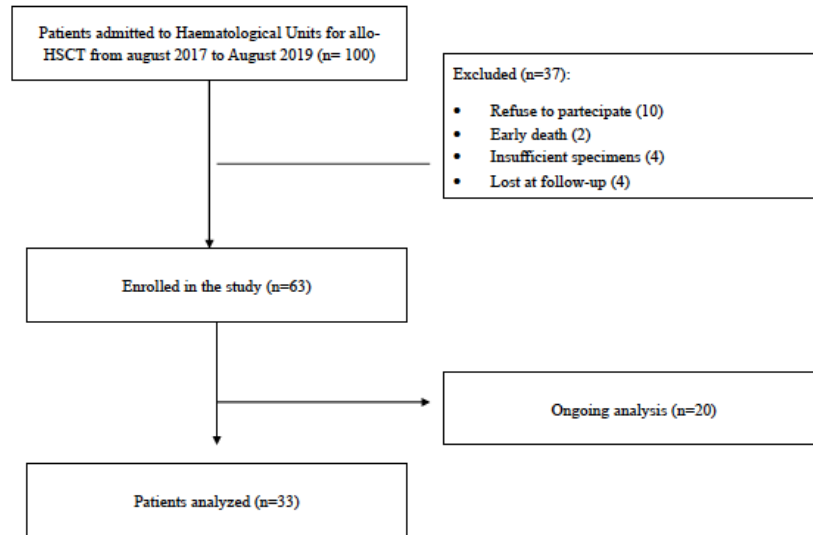 Patients admitted to Haematological Units for allo-
HSCT from august 2017 to August 2019 (n= 100)
Excluded (n=37):
• Refuse to partecipate (10)
• Early death (2)
• Insufficient specimens (4)
• Lost at follow-up (4)
Enrolled in the study (n=63)
Ongoing analysis (n=20)
Patients analyzed (n=33)